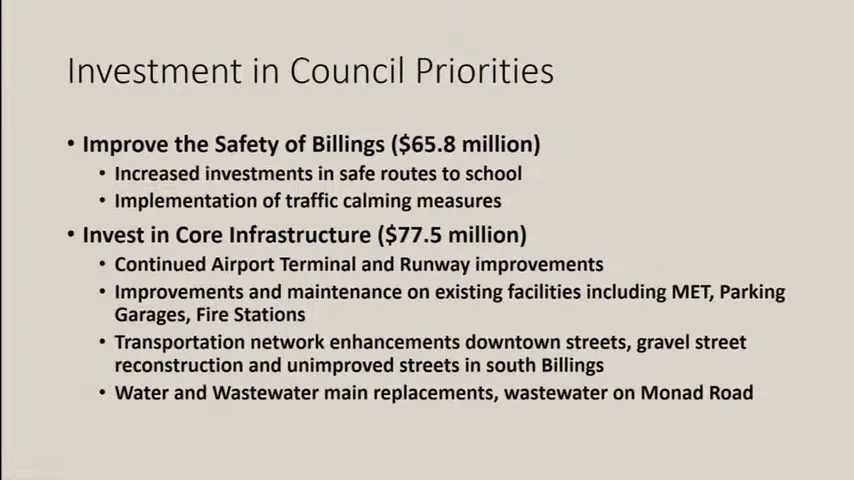 Investment in Council Priorities
• Improve the Safety of Billings ($65.8 million)
• Increased investments in safe routes to school
• Implementation of traffic calming measures
• Invest in Core Infrastructure ($77.5 million)
• Continued Airport Terminal and Runway improvements
• Improvements and maintenance on existing facilities including MET, Parking
Garages, Fire Stations
• Transportation network enhancements downtown streets, gravel street
reconstruction and unimproved streets in south Billings
• Water and Wastewater main replacements, wastewater on Monad Road